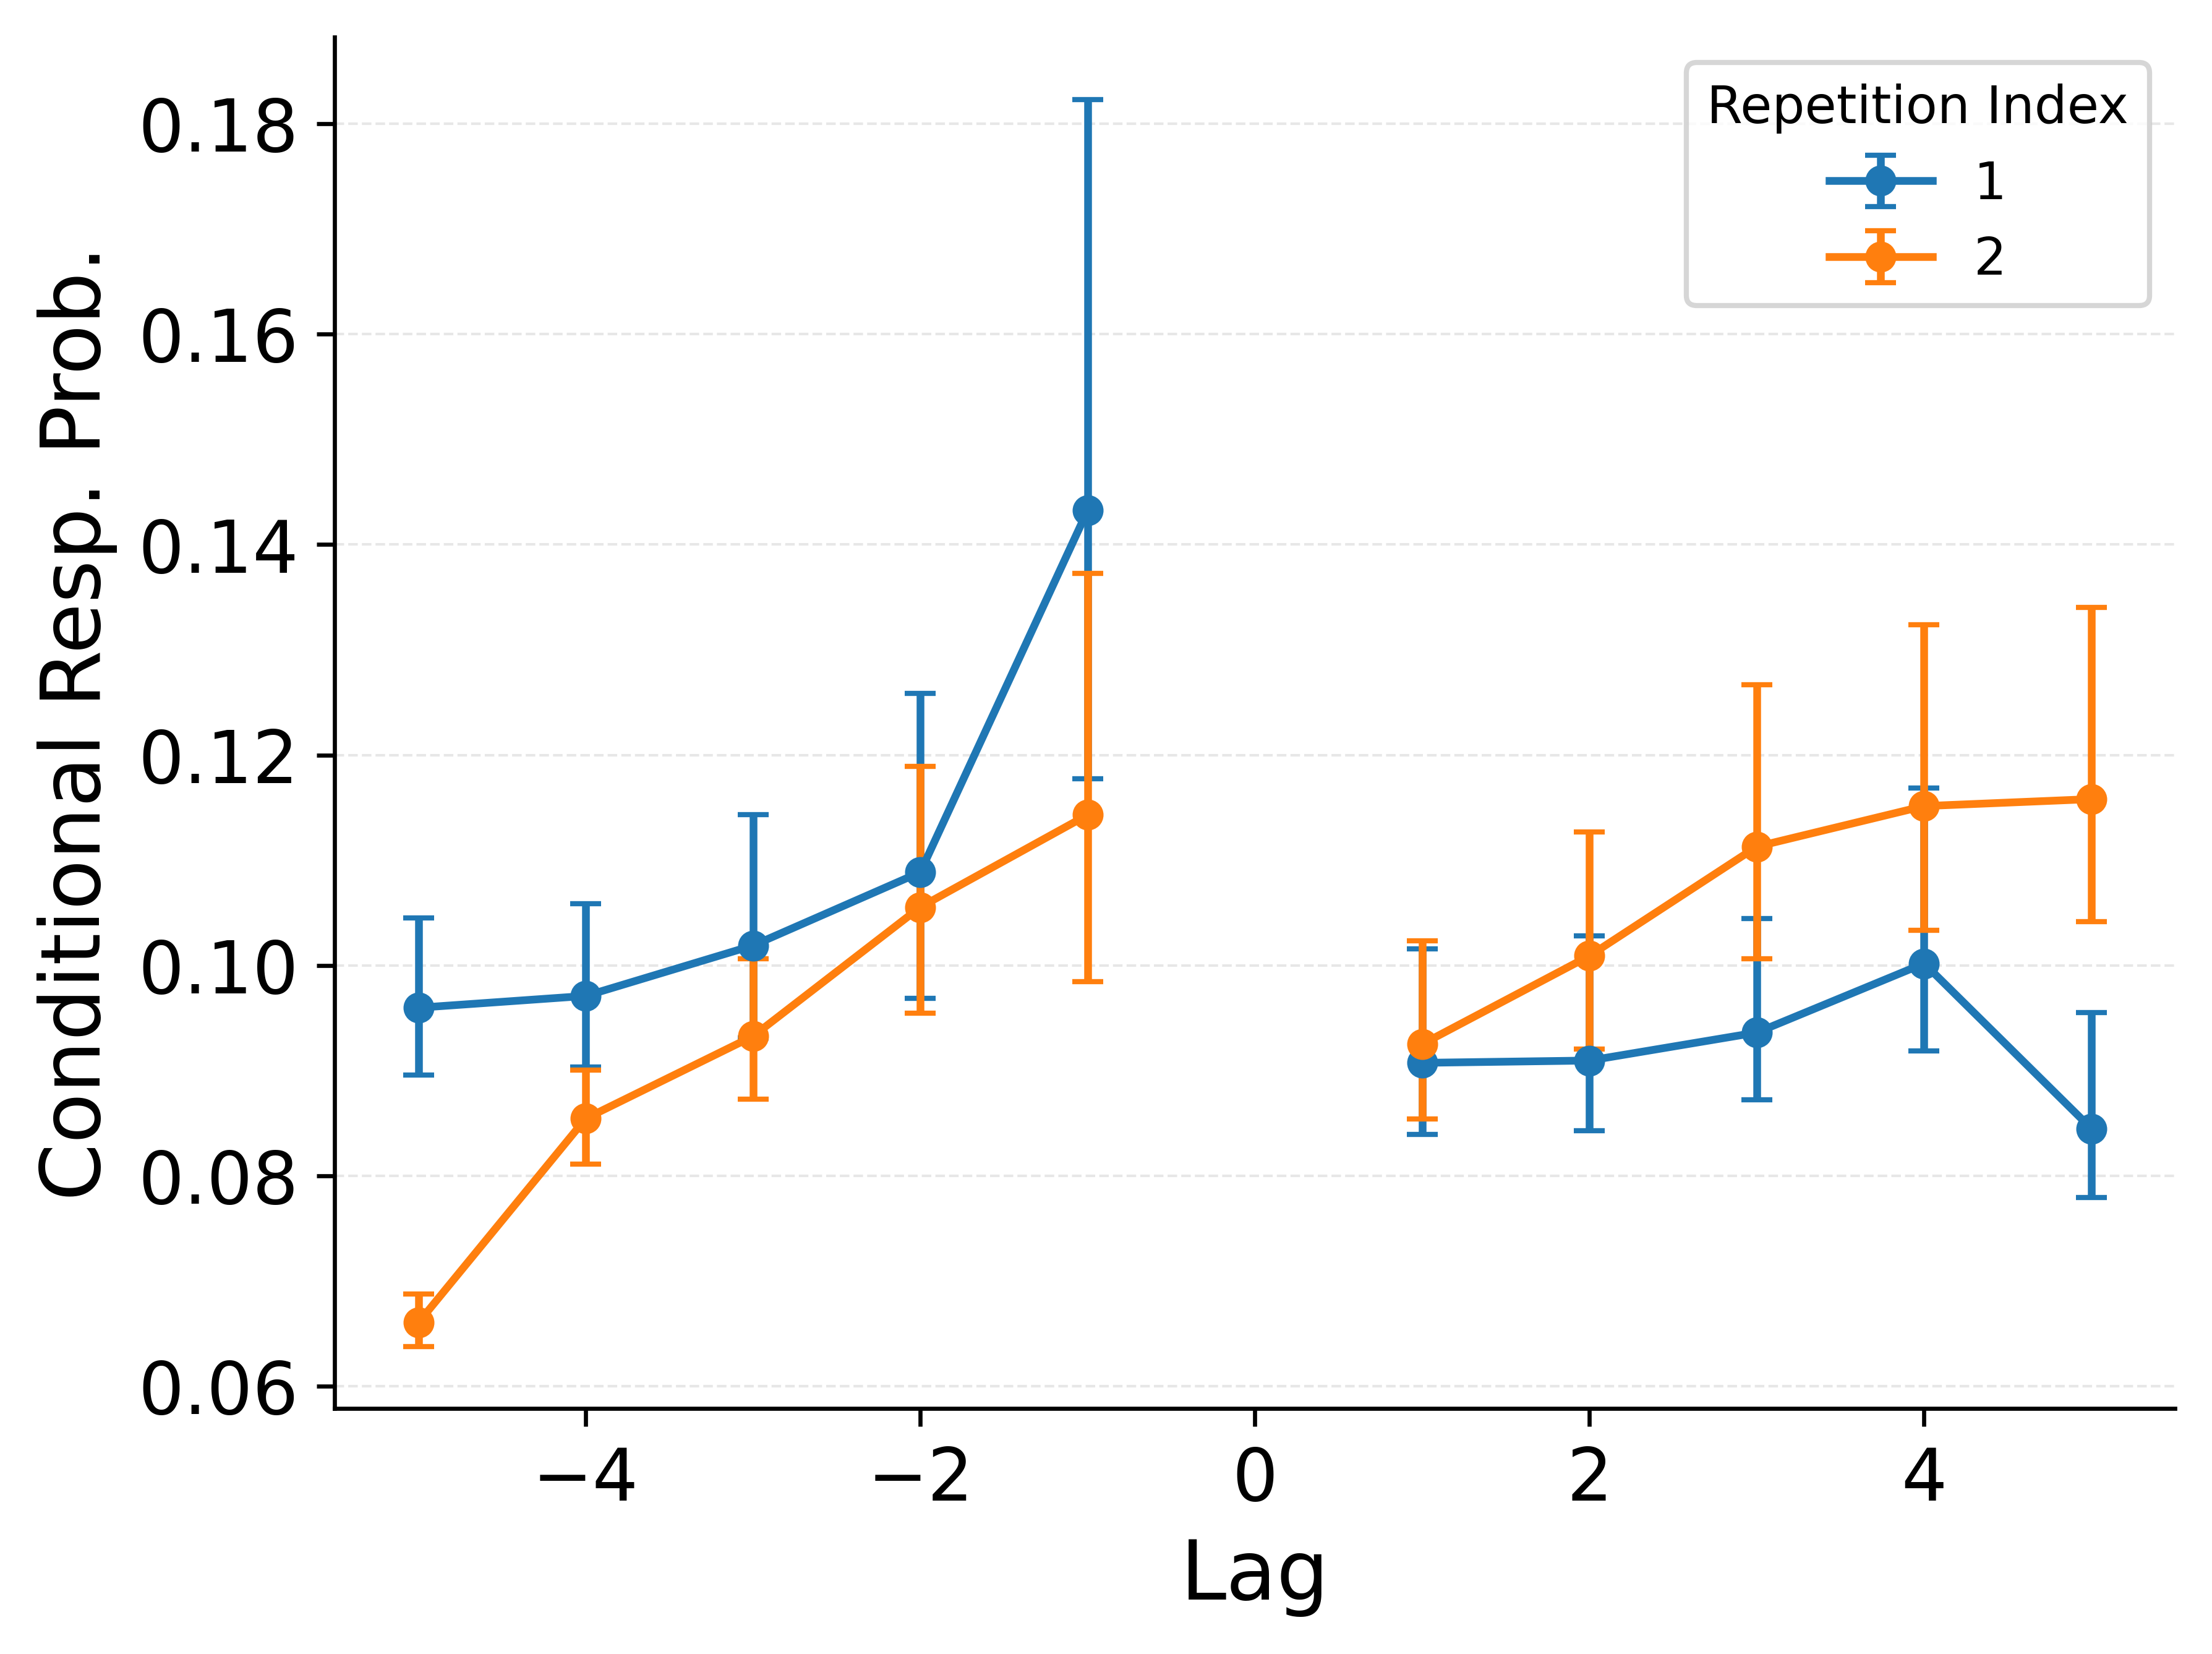 Conditional Resp. Prob.
0.18
0.16
0.14
0.12
0.10
0.08
0.06
Repetition Index
1
2
−4 −2 0 2 4
Lag